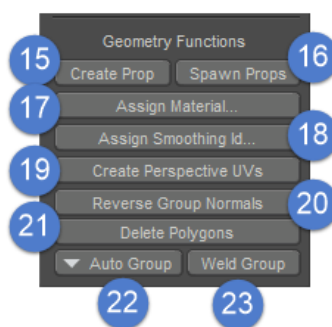 Geometry Functions
15 Create Prop Spawn Props 16
17 Assign Material...
Assign Smoothing Id... 18
19 Create Perspective UVs
Reverse Group Normals 20
21 Delete Polygons
Auto Group Weld Group
22 23